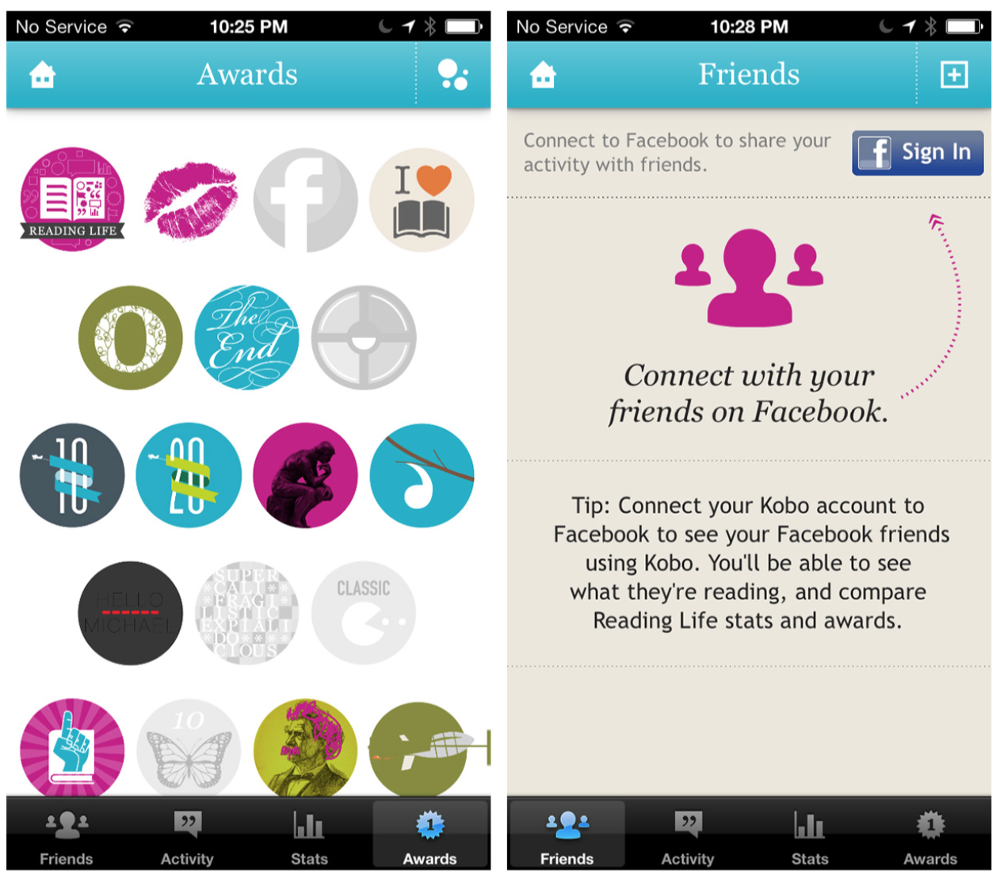 No Service 10:25 PM
Awards
READING LIFE
I
O
The
End
10
20
HELLO
MICHAEL
SUPER
CALI
FRAGI
LISTIC
EXPIALI
DO
CIOUS
CLASSIC
10
Friends Activity Stats 1 Awards
No Service 10:28 PM
Friends
Connect to Facebook to share your
activity with friends.
f Sign In
Connect with your
friends on Facebook.
Tip: Connect your Kobo account to
Facebook to see your Facebook friends
using Kobo. You'll be able to see
what they're reading, and compare
Reading Life stats and awards.
Friends Activity Stats 1 Awards